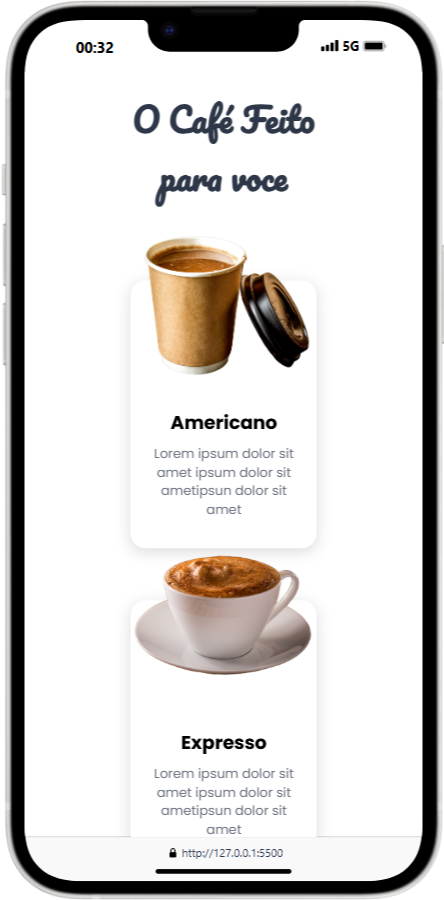 00:32
5G
O Café Feito
para voce
Americano
Lorem ipsum dolor sit
amet ipsum dolor sit
ametipsun dolor sit
amet
Expresso
Lorem ipsum dolor sit
amet ipsum dolor sit
ametipsun dolor sit
amet
http://127.0.0.1:5500